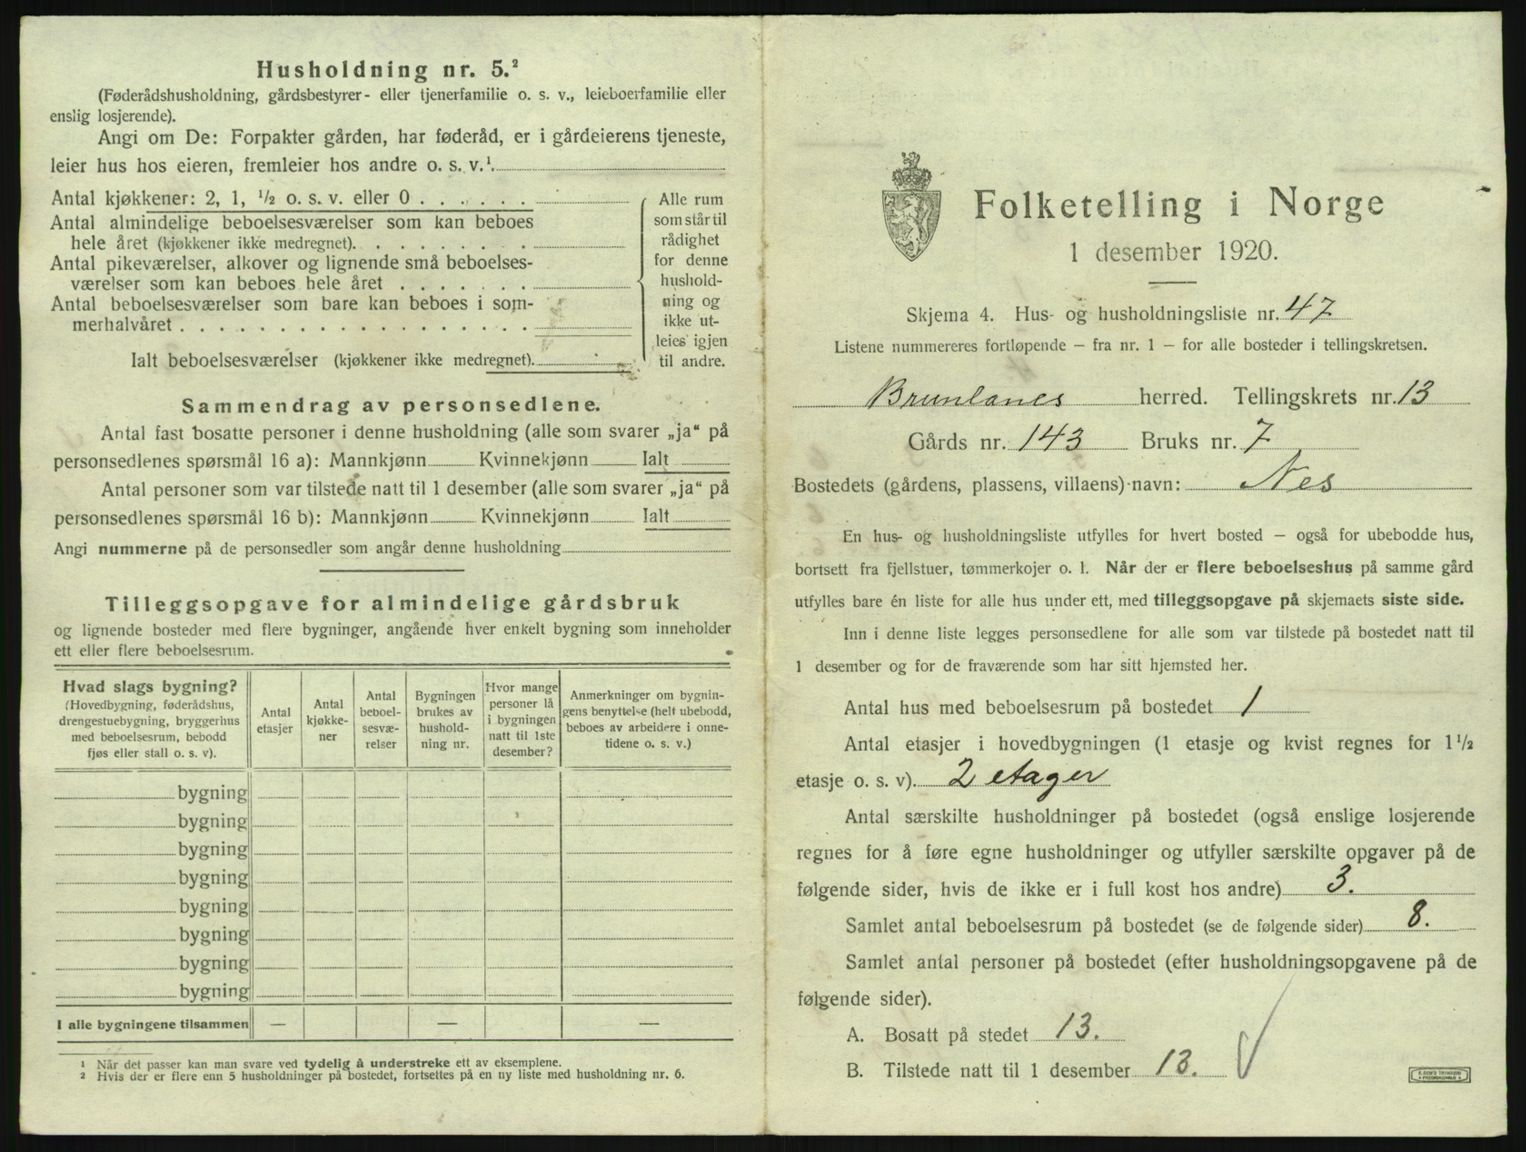 Husholdning nr. 5.²
(Føderådshusholdning, gårdsbestyrer- eller tjenerfamilie o. s. v., leieboerfamilie eller
enslig losjerende).
Angi om De: Forpakter gården, har føderåd, er i gårdeierens tjeneste,
leier hus hos eieren, fremleier hos andre o. s. v.¹.
Antal kjøkkener: 2, 1, ½ o. s. v. eller 0 . . . . . .
Antal almindelige beboelsesværelser som kan beboes
hele året (kjøkkener ikke medregnet). . . . . . . . .
Antal pikeværelser, alkover og lignende små beboelses-
værelser som kan beboes hele året . . . . . . .
Antal beboelsesværelser som bare kan beboes i som-
merhalvåret . . . . . . . . . . . . . . . . . .
Ialt beboelsesværelser (kjøkkener ikke medregnet).
Alle rum
som står til
rådighet
for denne
hushold-
ning og
ikke ut-
leies igjen
til andre.
Sammendrag av personsedlene.
Antal fast bosatte personer i denne husholdning (alle som svarer „ja“ på
personsedlenes spørsmål 16 a): Mannkjønn Kvinnekjønn Ialt
Antal personer som var tilstede natt til 1 desember (alle som svarer „ja“ på
personsedlenes spørsmål 16 b): Mannkjønn Kvinnekjønn Ialt
Angi nummerne på de personsedler som angår denne husholdning
Tilleggsopgave for almindelige gårdsbruk
og lignende bosteder med flere bygninger, angående hver enkelt bygning som inneholder
ett eller flere beboelsesrum.
Hvad slags bygning?
(Hovedbygning, føderådshus,
drengestuebygning, bryggerhus
med beboelsesrum, bebodd
fjøs eller stall o. s. v).
Antal
etasjer
Antal
kjøkke-
ner
Antal
beboel-
sesvæ-
relser
Bygningen
brukes av
hushold-
ning nr.
Hvor mange
personer lå
i bygningen
natt til 1ste
desember?
Anmerkninger om bygnin-
gens benyttelse (helt ubebodd,
beboes av arbeidere i onne-
tidene o. s. v.)
bygning
bygning
bygning
bygning
bygning
bygning
bygning
bygning
I alle bygningene tilsammen — — —
¹ Når det passer kan man svare ved tydelig å understreke ett av eksemplene.
² Hvis der er flere enn 5 husholdninger på bostedet, fortsettes på en ny liste med husholdning nr. 6.
Folketelling i Norge
1 desember 1920.
Skjema 4. Hus- og husholdningsliste nr. 47
Listene nummereres fortløpende — fra nr. 1 — for alle bosteder i tellingskretsen.
Brunlanes herred. Tellingskrets nr. 13
Gårds nr. 143 Bruks nr. 7
Bostedets (gårdens, plassens, villaens) navn: Nes
En hus- og husholdningsliste utfylles for hvert bosted — også for ubebodde hus,
bortsett fra fjellstuer, tømmerkojer o. l. Når der er flere beboelseshus på samme gård
utfylles bare én liste for alle hus under ett, med tilleggsopgave på skjemaets siste side.
Inn i denne liste legges personsedlene for alle som var tilstede på bostedet natt til
1 desember og for de fraværende som har sitt hjemsted her.
Antal hus med beboelsesrum på bostedet 1
Antal etasjer i hovedbygningen (1 etasje og kvist regnes for 1½
etasje o. s. v). 2 etager
Antal særskilte husholdninger på bostedet (også enslige losjerende
regnes for å føre egne husholdninger og utfyller særskilte opgaver på de
følgende sider, hvis de ikke er i full kost hos andre) 3.
Samlet antal beboelsesrum på bostedet (se de følgende sider) 8.
Samlet antal personer på bostedet (efter husholdningsopgavene på de
følgende sider).
A. Bosatt på stedet 13.
B. Tilstede natt til 1 desember 13.